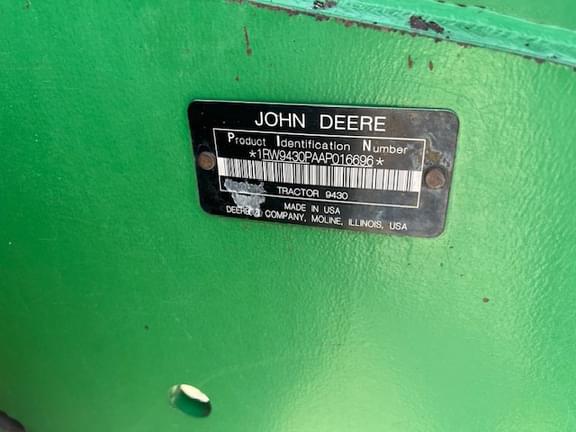 JOHN DEERE
Product Identification Number
*1RW9430PAAP016696*
TRACTOR 9430
MADE IN USA
DEERE & COMPANY, MOLINE, ILLINOIS, USA